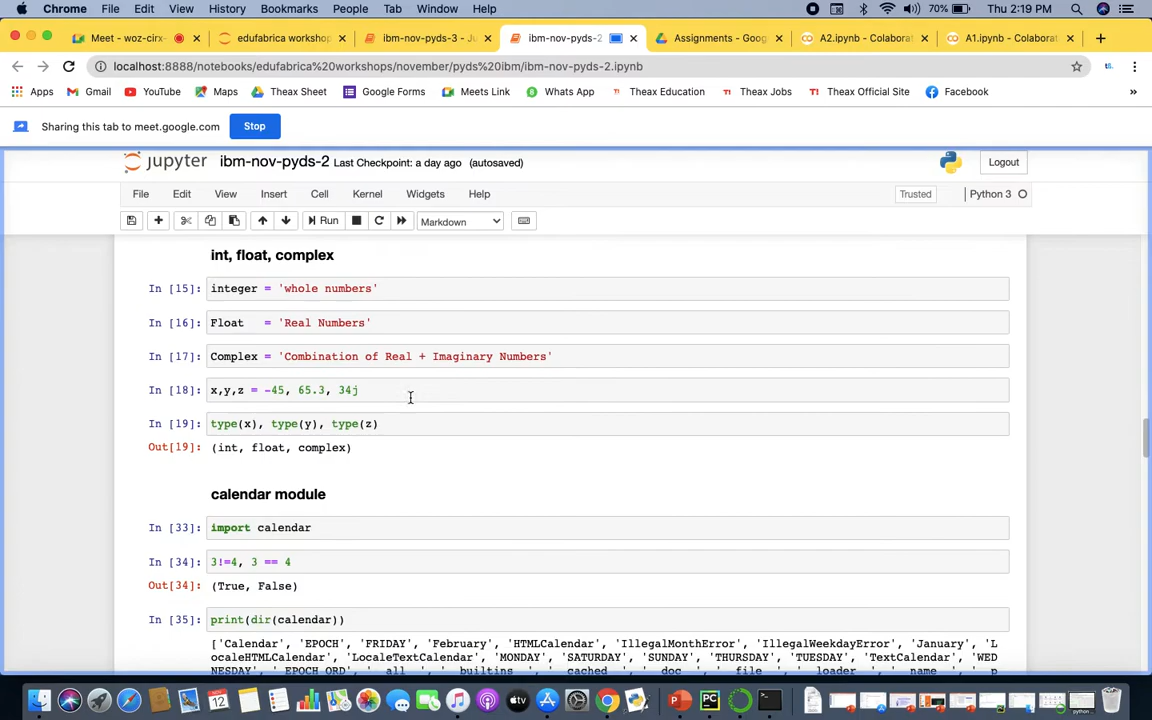 Chrome File Edit View History Bookmarks People Tab Window Help 70% Thu 2:19 PM
Meet - woz-cirx- edufabrica worksho ibm-nov-pyds-3 - Ju ibm-nov-pyds-2 Assignments - Goog A2.ipynb - Colaborat A1.ipynb - Colaborat
localhost:8888/notebooks/edufabrica%20workshops/november/pyds%20ibm/ibm-nov-pyds-2.ipynb
Apps Gmail YouTube Maps Theax Sheet Google Forms Meets Link Whats App Theax Education Theax Jobs Theax Official Site Facebook »
Sharing this tab to meet.google.com Stop
jupyter ibm-nov-pyds-2 Last Checkpoint: a day ago (autosaved) Logout
File Edit View Insert Cell Kernel Widgets Help Trusted Python 3
Run Markdown
int, float, complex
In [15]: integer = 'whole numbers'
In [16]: Float = 'Real Numbers'
In [17]: Complex = 'Combination of Real + Imaginary Numbers'
In [18]: x,y,z = -45, 65.3, 34j
In [19]: type(x), type(y), type(z)
Out[19]: (int, float, complex)
calendar module
In [33]: import calendar
In [34]: 3!=4, 3 == 4
Out[34]: (True, False)
In [35]: print(dir(calendar))
['Calendar', 'EPOCH', 'FRIDAY', 'February', 'HTMLCalendar', 'IllegalMonthError', 'IllegalWeekdayError', 'January', 'L
ocaleHTMLCalendar', 'LocaleTextCalendar', 'MONDAY', 'SATURDAY', 'SUNDAY', 'THURSDAY', 'TUESDAY', 'TextCalendar', 'WED